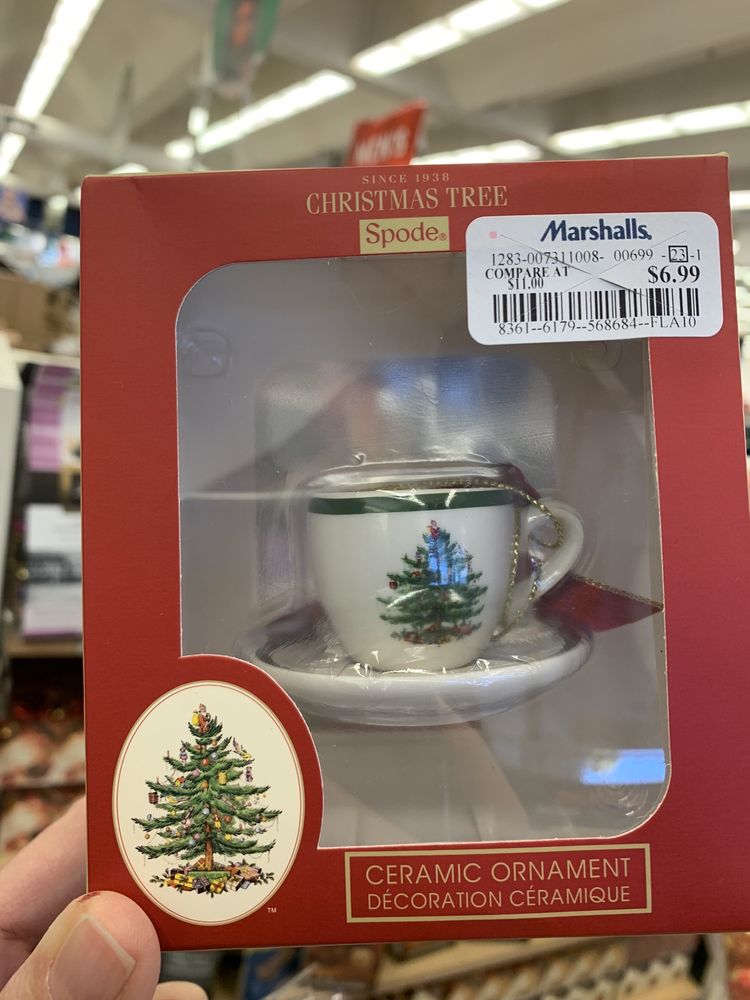 SINCE 1938
CHRISTMAS TREE
Spode®
Marshalls.
1283-007311008- 00699 -23-1
COMPARE AT
$11.00
$6.99
8361--6179--568684--FLA10
TM
CERAMIC ORNAMENT
DÉCORATION CÉRAMIQUE